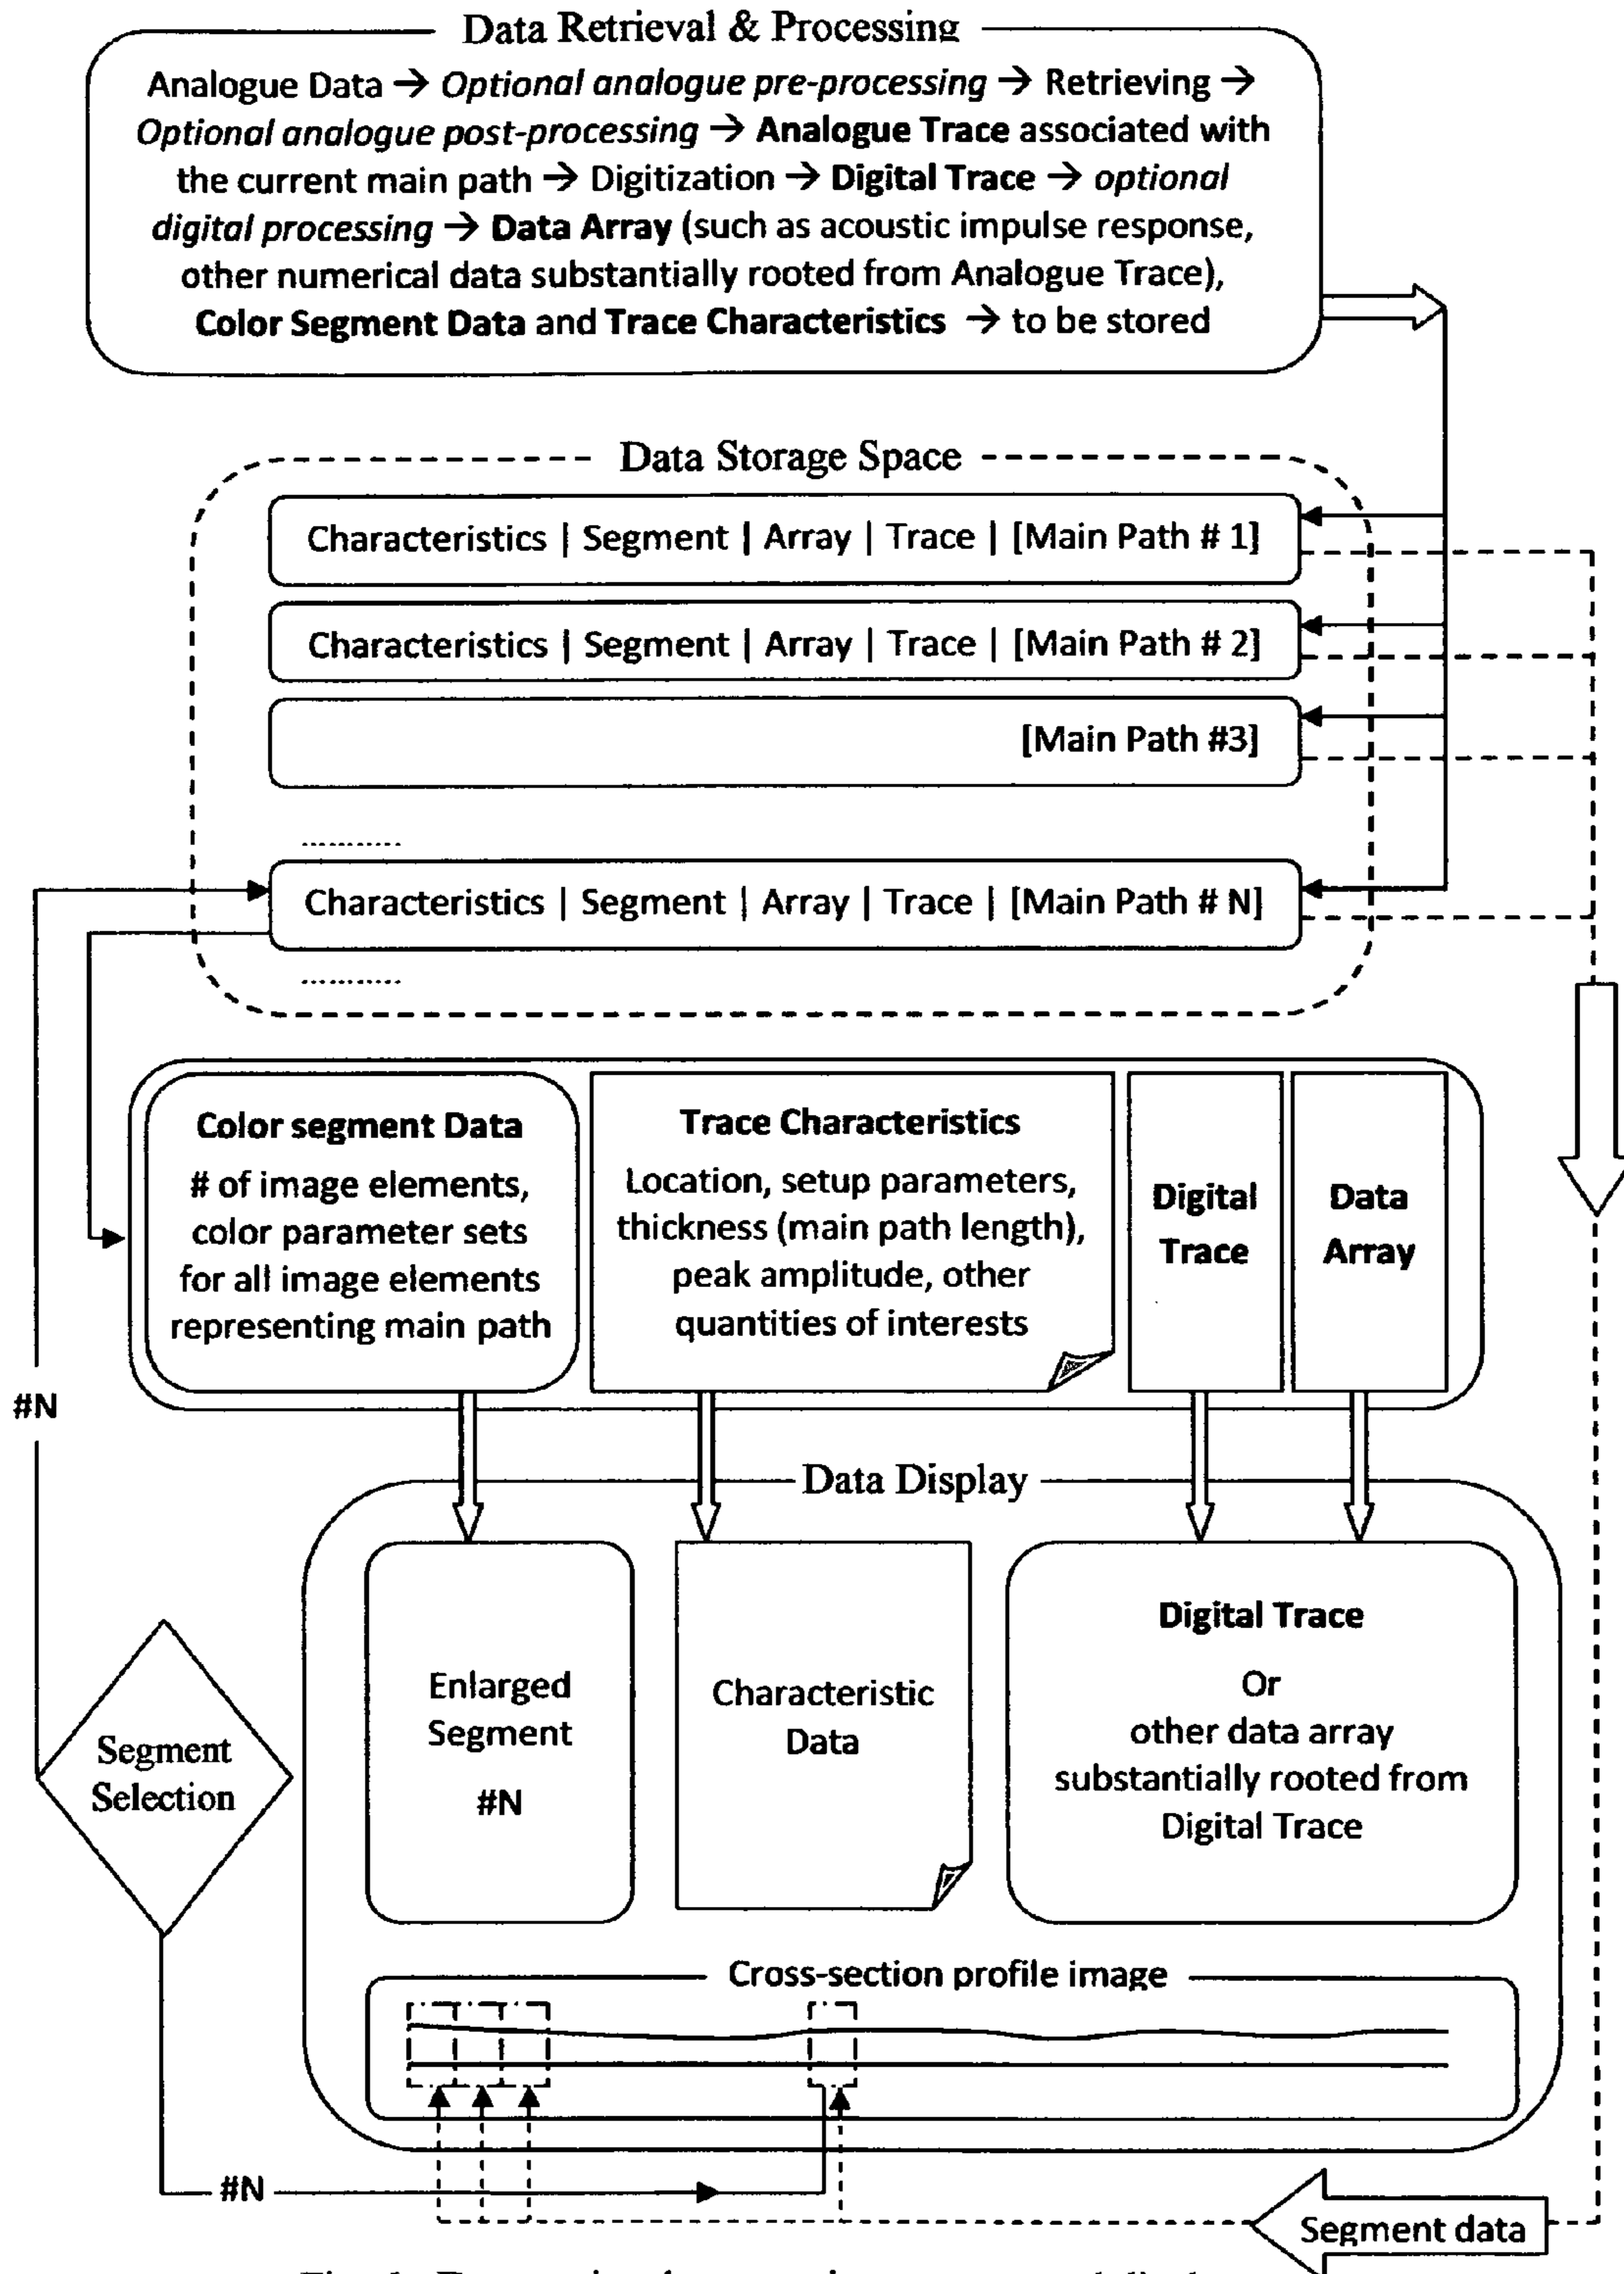 Data Retrieval & Processing
Analogue Data → Optional analogue pre-processing → Retrieving →
Optional analogue post-processing → Analogue Trace associated with
the current main path → Digitization → Digital Trace → optional
digital processing → Data Array (such as acoustic impulse response,
other numerical data substantially rooted from Analogue Trace),
Color Segment Data and Trace Characteristics → to be stored
Data Storage Space
Characteristics | Segment | Array | Trace | [Main Path # 1]
Characteristics | Segment | Array | Trace | [Main Path # 2]
[Main Path #3]
...........
Characteristics | Segment | Array | Trace | [Main Path # N]
...........
Color segment Data
# of image elements,
color parameter sets
for all image elements
representing main path
Trace Characteristics
Location, setup parameters,
thickness (main path length),
peak amplitude, other
quantities of interests
Digital
Trace
Data
Array
#N
Data Display
Segment
Selection
Enlarged
Segment
#N
Characteristic
Data
Digital Trace
Or
other data array
substantially rooted from
Digital Trace
Cross-section profile image
#N
Segment data